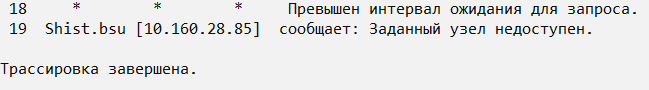 18     *        *        *     Превышен интервал ожидания для запроса.
19  Shist.bsu [10.160.28.85]  сообщает: Заданный узел недоступен.
Трассировка завершена.